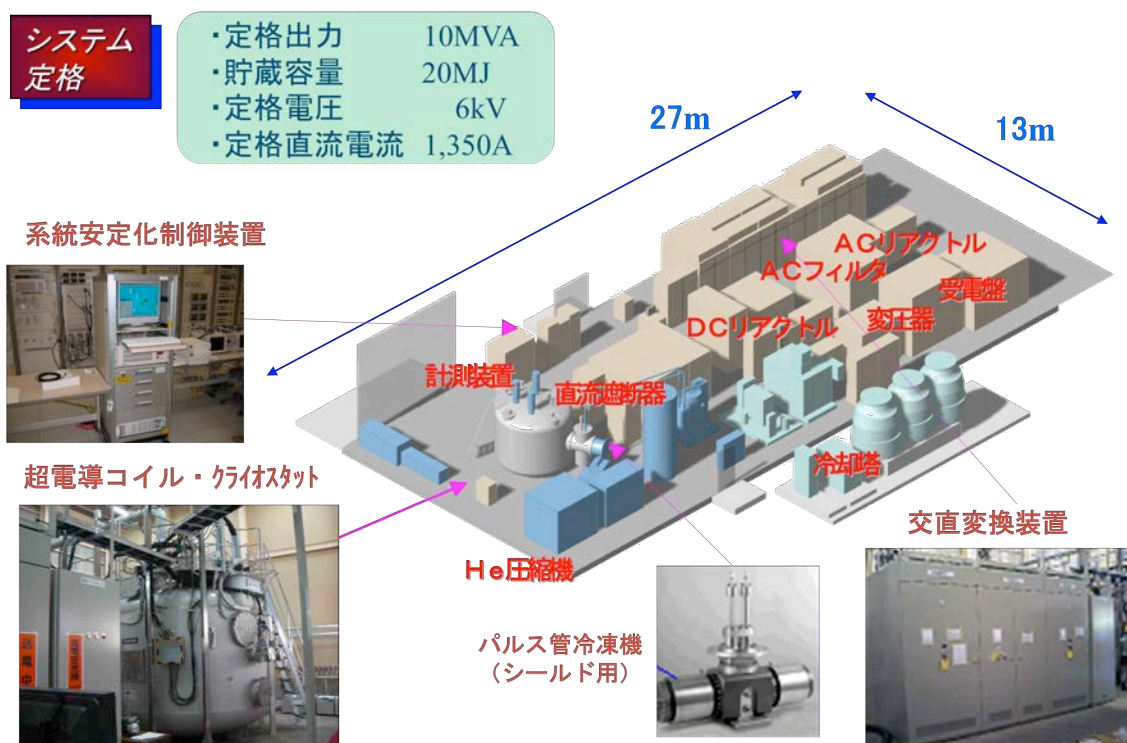 システム
定格
・定格出力 10MVA
・貯蔵容量 20MJ
・定格電圧 6kV
・定格直流電流 1,350A
27m
13m
系統安定化制御装置
ACリアクトル
ACフィルタ
受電盤
DCリアクトル
変圧器
計測装置
直流遮断器
冷却塔
超電導コイル・クライオスタット
交直変換装置
He圧縮機
パルス管冷凍機
(シールド用)